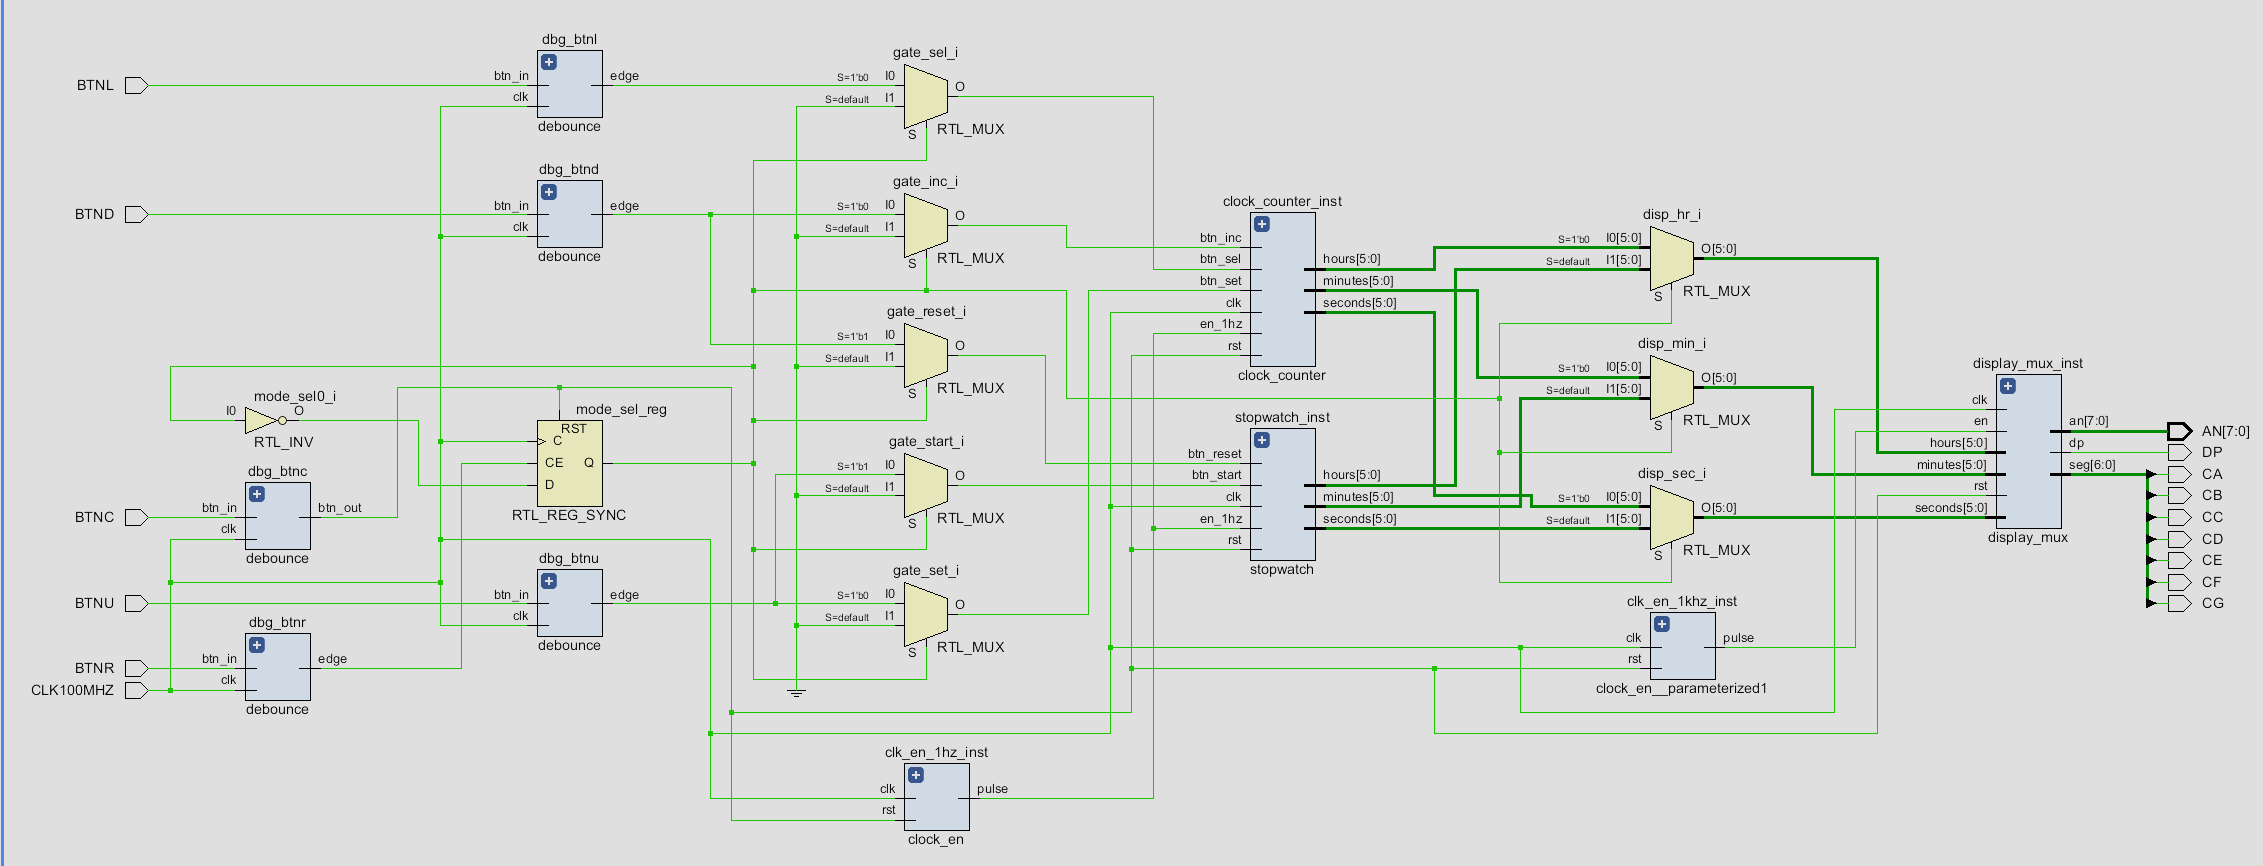 dbg_btnl
BTNL
btn_in
clk
edge
debounce
gate_sel_i
S=1'b0
I0
S=default
I1
O
S
RTL_MUX
dbg_btnd
BTND
btn_in
clk
edge
debounce
gate_inc_i
S=1'b0
I0
S=default
I1
O
S
RTL_MUX
gate_reset_i
S=1'b1
I0
S=default
I1
O
S
RTL_MUX
mode_sel0_i
I0
O
RTL_INV
mode_sel_reg
RST
C
CE
Q
D
RTL_REG_SYNC
gate_start_i
S=1'b1
I0
S=default
I1
O
S
RTL_MUX
dbg_btnc
BTNC
btn_in
clk
btn_out
debounce
dbg_btnu
BTNU
btn_in
clk
edge
debounce
gate_set_i
S=1'b0
I0
S=default
I1
O
S
RTL_MUX
dbg_btnr
BTNR
CLK100MHZ
btn_in
clk
edge
debounce
clk_en_1hz_inst
clk
rst
pulse
clock_en
clock_counter_inst
btn_inc
btn_sel
btn_set
clk
en_1hz
rst
hours[5:0]
minutes[5:0]
seconds[5:0]
clock_counter
stopwatch_inst
btn_reset
btn_start
clk
en_1hz
rst
hours[5:0]
minutes[5:0]
seconds[5:0]
stopwatch
disp_hr_i
S=1'b0
I0[5:0]
S=default
I1[5:0]
O[5:0]
S
RTL_MUX
disp_min_i
S=1'b0
I0[5:0]
S=default
I1[5:0]
O[5:0]
S
RTL_MUX
disp_sec_i
S=1'b0
I0[5:0]
S=default
I1[5:0]
O[5:0]
S
RTL_MUX
clk_en_1khz_inst
clk
rst
pulse
clock_en__parameterized1
display_mux_inst
clk
en
hours[5:0]
minutes[5:0]
rst
seconds[5:0]
an[7:0]
dp
seg[6:0]
display_mux
AN[7:0]
DP
CA
CB
CC
CD
CE
CF
CG